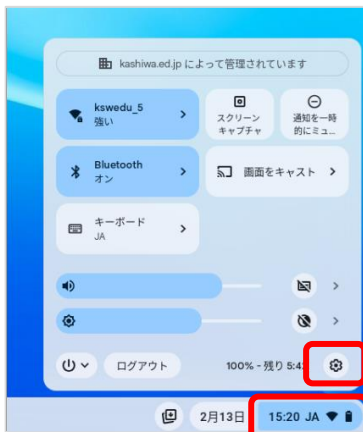 kashiwa.ed.jp によって管理されています
kswedu_5
強い
スクリーン
キャプチャ
通知を一時
的にミュ...
Bluetooth
オン
画面をキャスト
キーボード
JA
ログアウト
100% - 残り 5:4
2月13日
15:20 JA